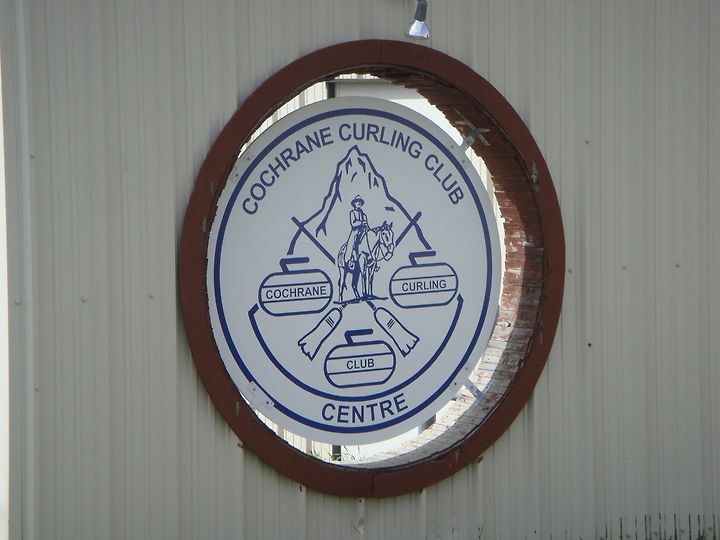 COCHRANE CURLING CLUB
COCHRANE
CURLING
CLUB
CENTRE